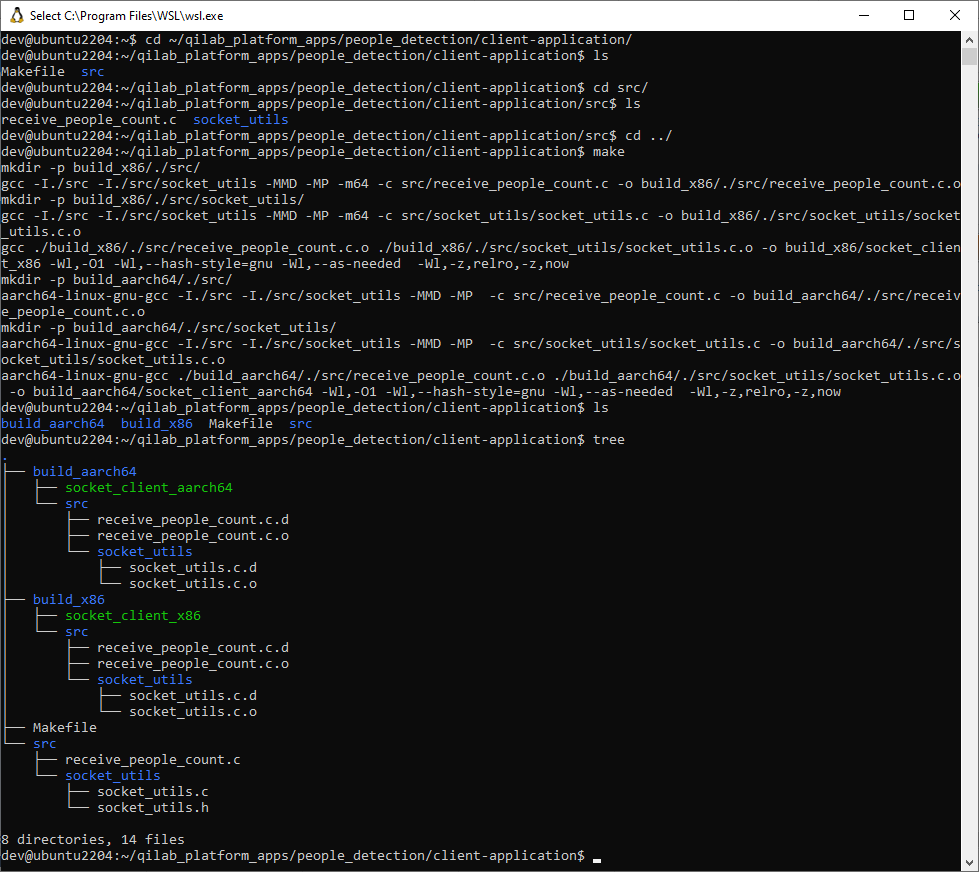 Select C:\Program Files\WSL\wsl.exe
dev@ubuntu2204:~$ cd ~/qilab_platform_apps/people_detection/client-application/
dev@ubuntu2204:~/qilab_platform_apps/people_detection/client-application$ ls
Makefile  src
dev@ubuntu2204:~/qilab_platform_apps/people_detection/client-application$ cd src/
dev@ubuntu2204:~/qilab_platform_apps/people_detection/client-application/src$ ls
receive_people_count.c  socket_utils
dev@ubuntu2204:~/qilab_platform_apps/people_detection/client-application/src$ cd ../
dev@ubuntu2204:~/qilab_platform_apps/people_detection/client-application$ make
mkdir -p build_x86/./src/
gcc -I./src -I./src/socket_utils -MMD -MP -m64 -c src/receive_people_count.c -o build_x86/./src/receive_people_count.c.o
mkdir -p build_x86/./src/socket_utils/
gcc -I./src -I./src/socket_utils -MMD -MP -m64 -c src/socket_utils/socket_utils.c -o build_x86/./src/socket_utils/socket
_utils.c.o
gcc ./build_x86/./src/receive_people_count.c.o ./build_x86/./src/socket_utils/socket_utils.c.o -o build_x86/socket_clien
t_x86 -Wl,-O1 -Wl,--hash-style=gnu -Wl,--as-needed  -Wl,-z,relro,-z,now
mkdir -p build_aarch64/./src/
aarch64-linux-gnu-gcc -I./src -I./src/socket_utils -MMD -MP  -c src/receive_people_count.c -o build_aarch64/./src/receiv
e_people_count.c.o
mkdir -p build_aarch64/./src/socket_utils/
aarch64-linux-gnu-gcc -I./src -I./src/socket_utils -MMD -MP  -c src/socket_utils/socket_utils.c -o build_aarch64/./src/s
ocket_utils/socket_utils.c.o
aarch64-linux-gnu-gcc ./build_aarch64/./src/receive_people_count.c.o ./build_aarch64/./src/socket_utils/socket_utils.c.o
 -o build_aarch64/socket_client_aarch64 -Wl,-O1 -Wl,--hash-style=gnu -Wl,--as-needed  -Wl,-z,relro,-z,now
dev@ubuntu2204:~/qilab_platform_apps/people_detection/client-application$ ls
build_aarch64  build_x86  Makefile  src
dev@ubuntu2204:~/qilab_platform_apps/people_detection/client-application$ tree
.
├── build_aarch64
│   ├── socket_client_aarch64
│   └── src
│       ├── receive_people_count.c.d
│       ├── receive_people_count.c.o
│       └── socket_utils
│           ├── socket_utils.c.d
│           └── socket_utils.c.o
├── build_x86
│   ├── socket_client_x86
│   └── src
│       ├── receive_people_count.c.d
│       ├── receive_people_count.c.o
│       └── socket_utils
│           ├── socket_utils.c.d
│           └── socket_utils.c.o
├── Makefile
└── src
    ├── receive_people_count.c
    └── socket_utils
        ├── socket_utils.c
        └── socket_utils.h
8 directories, 14 files
dev@ubuntu2204:~/qilab_platform_apps/people_detection/client-application$